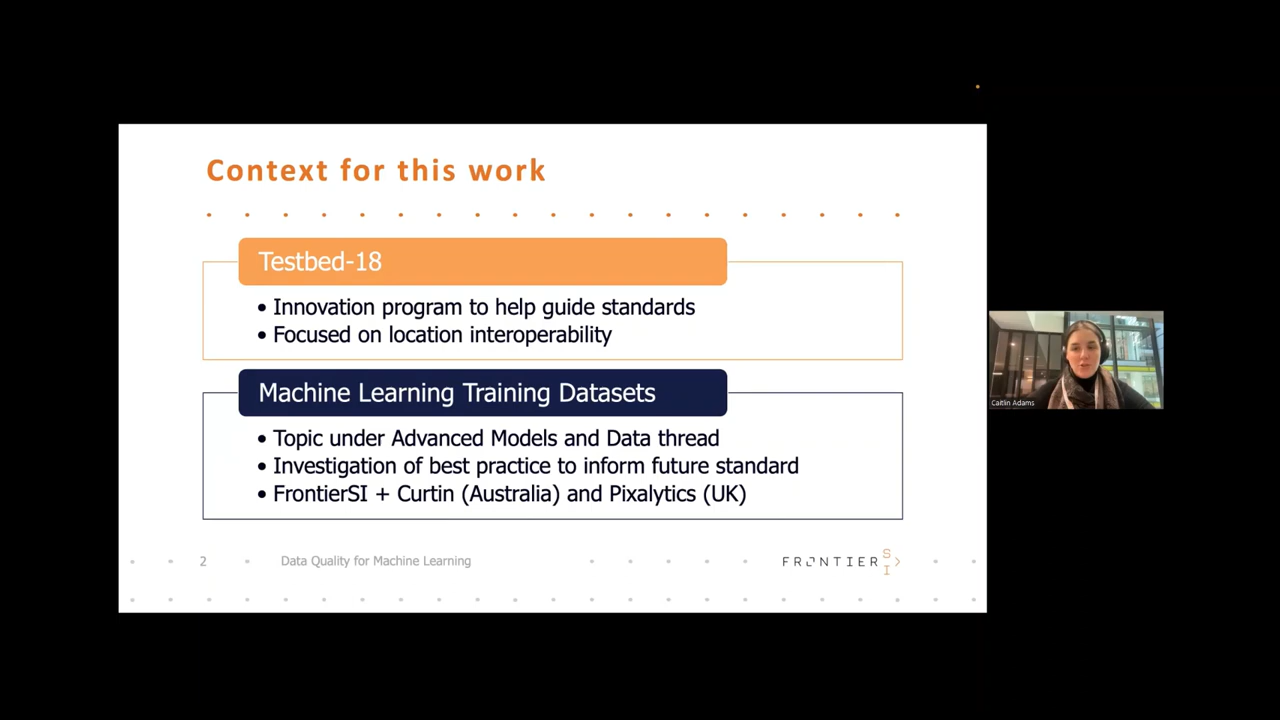 Context for this work
Testbed-18
• Innovation program to help guide standards
• Focused on location interoperability
Machine Learning Training Datasets
• Topic under Advanced Models and Data thread
• Investigation of best practice to inform future standard
• FrontierSI + Curtin (Australia) and Pixalytics (UK)
Caitlin Adams
2
Data Quality for Machine Learning
FRONTIER SI